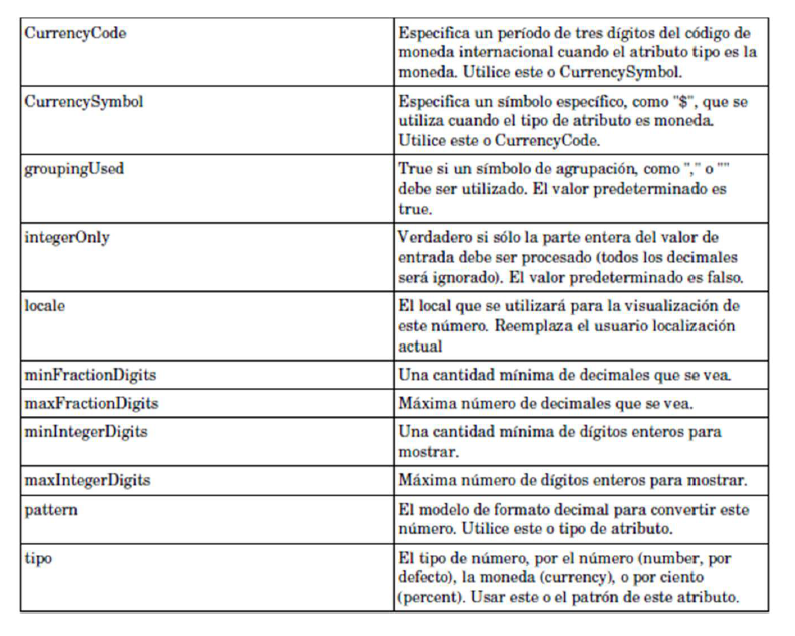 CurrencyCode
Especifica un período de tres dígitos del código de
moneda internacional cuando el atributo tipo es la
moneda. Utilice este o CurrencySymbol.
CurrencySymbol
Especifica un símbolo específico, como "$", que se
utiliza cuando el tipo de atributo es moneda.
Utilice este o CurrencyCode.
groupingUsed
True si un símbolo de agrupación, como "," o ""
debe ser utilizado. El valor predeterminado es
true.
integerOnly
Verdadero si sólo la parte entera del valor de
entrada debe ser procesado (todos los decimales
será ignorado). El valor predeterminado es falso.
locale
El local que se utilizará para la visualización de
este número. Reemplaza el usuario localización
actual
minFractionDigits
Una cantidad mínima de decimales que se vea.
maxFractionDigits
Máxima número de decimales que se vea.
minIntegerDigits
Una cantidad mínima de dígitos enteros para
mostrar.
maxIntegerDigits
Máxima número de dígitos enteros para mostrar.
pattern
El modelo de formato decimal para convertir este
número. Utilice este o tipo de atributo.
tipo
El tipo de número, por el número (number, por
defecto), la moneda (currency), o por ciento
(percent). Usar este o el patrón de este atributo.